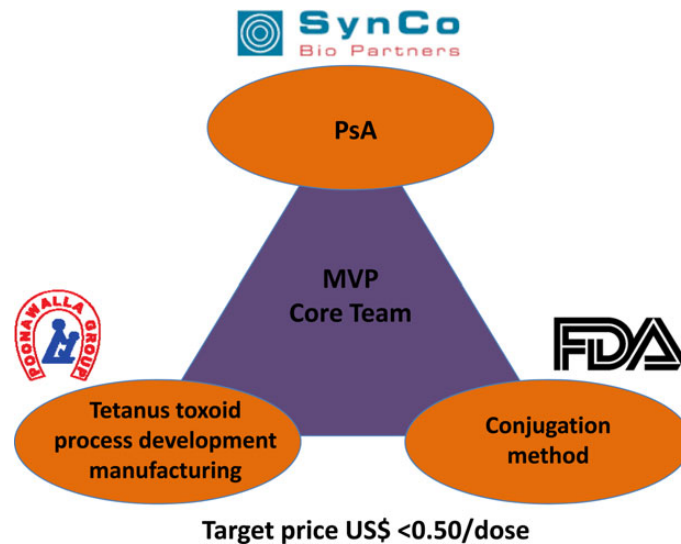 SynCo
Bio Partners
PsA
MVP
Core Team
POONAWALLA GROUP
FDA
Tetanus toxoid
process development
manufacturing
Conjugation
method
Target price US$ <0.50/dose